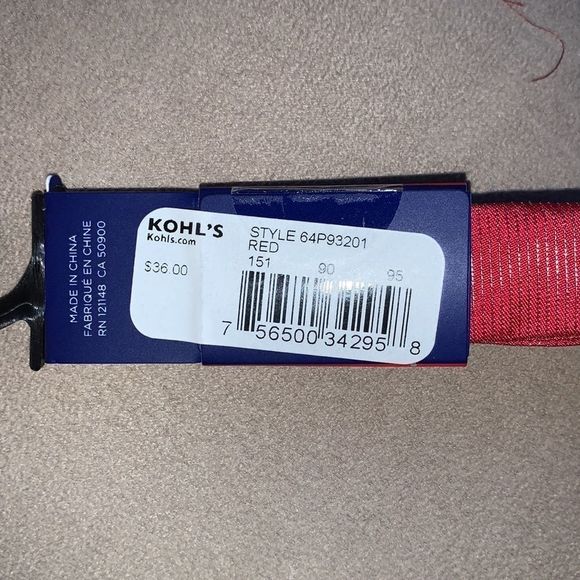 MADE IN CHINA
FABRIQUÉ EN CHINE
RN 121148 CA 50900
KOHL'S
Kohls.com
$36.00
STYLE 64P93201
RED
151 90 95
7 56500 34295 8